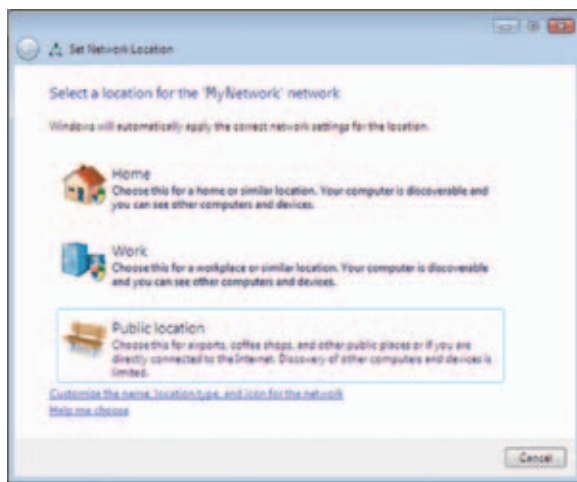 Set Network Location
Select a location for the 'MyNetwork' network
Windows will automatically apply the correct network settings for the location.
Home
Choose this for a home or similar location. Your computer is discoverable and
you can see other computers and devices.
Work
Choose this for a workplace or similar location. Your computer is discoverable
and you can see other computers and devices.
Public location
Choose this for airports, coffee shops, and other public places or if you are
directly connected to the Internet. Discovery of other computers and devices is
limited.
Customize the name, location type, and icon for the network
Help me choose
Cancel